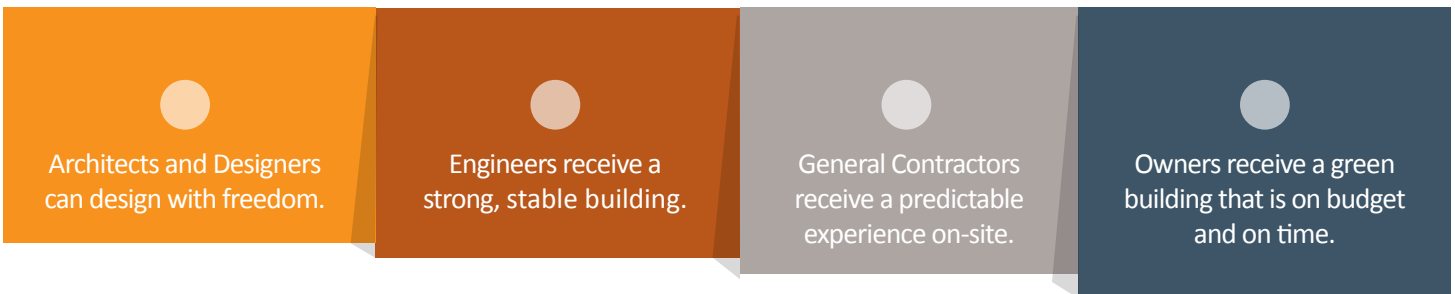 Architects and Designers
can design with freedom.
Engineers receive a
strong, stable building.
General Contractors
receive a predictable
experience on-site.
Owners receive a green
building that is on budget
and on time.